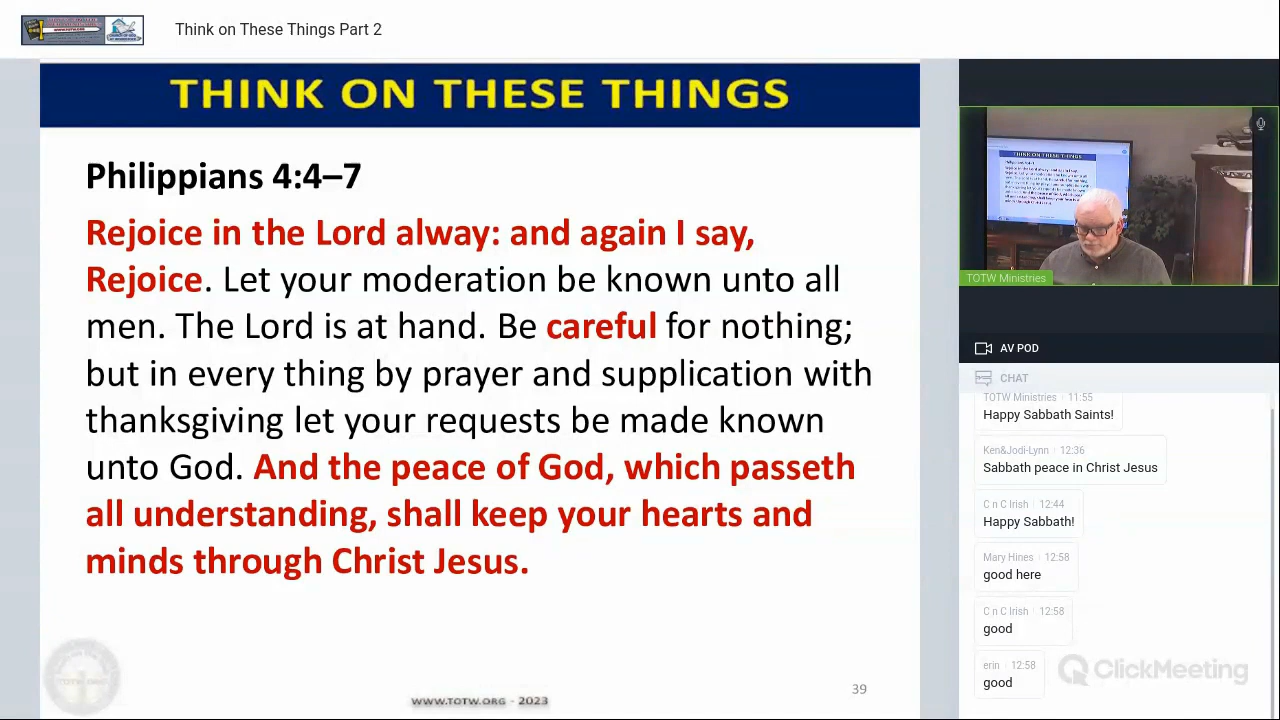 Think on These Things Part 2
THINK ON THESE THINGS
Philippians 4:4–7
Rejoice in the Lord alway: and again I say,
Rejoice. Let your moderation be known unto all
men. The Lord is at hand. Be careful for nothing;
but in every thing by prayer and supplication with
thanksgiving let your requests be made known
unto God. And the peace of God, which passeth
all understanding, shall keep your hearts and
minds through Christ Jesus.
WWW.TOTW.ORG - 2023
39
THINK ON THESE THINGS
TOTW Ministries
AV POD
CHAT
TOTW Ministries 11:55
Happy Sabbath Saints!
Ken&Jodi-Lynn 12:36
Sabbath peace in Christ Jesus
C n C Irish 12:44
Happy Sabbath!
Mary Hines 12:58
good here
C n C Irish 12:58
good
erin 12:58
good
ClickMeeting